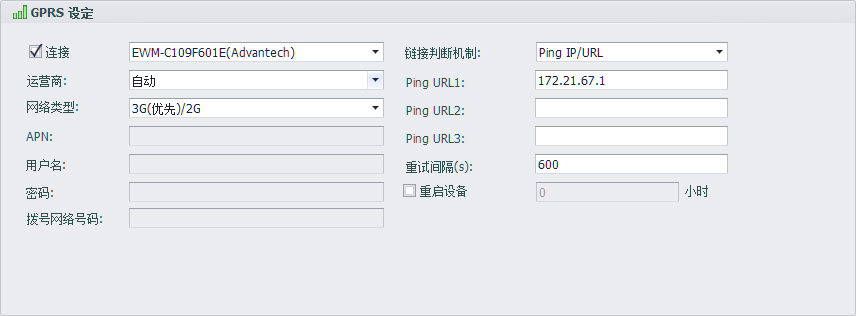 GPRS 设定
连接 EWM-C109F601E(Advantech) 链接判断机制: Ping IP/URL
运营商: 自动 Ping URL1: 172.21.67.1
网络类型: 3G(优先)/2G Ping URL2:
APN: Ping URL3:
用户名: 重试间隔(s): 600
密码: 重启设备 0 小时
拨号网络号码: